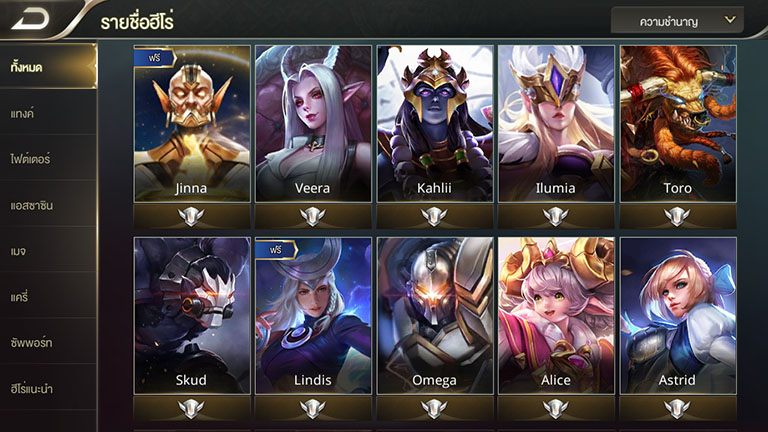 รายชื่อฮีโร่
ความชำนาญ
ทั้งหมด
แทงค์
ไฟต์เตอร์
แอสซาซิน
เมจ
แครี่
ซัพพอร์ท
ฮีโร่แนะนำ
ฟรี
Jinna
Veera
Kahlii
Ilumia
Toro
Skud
ฟรี
Lindis
Omega
Alice
Astrid